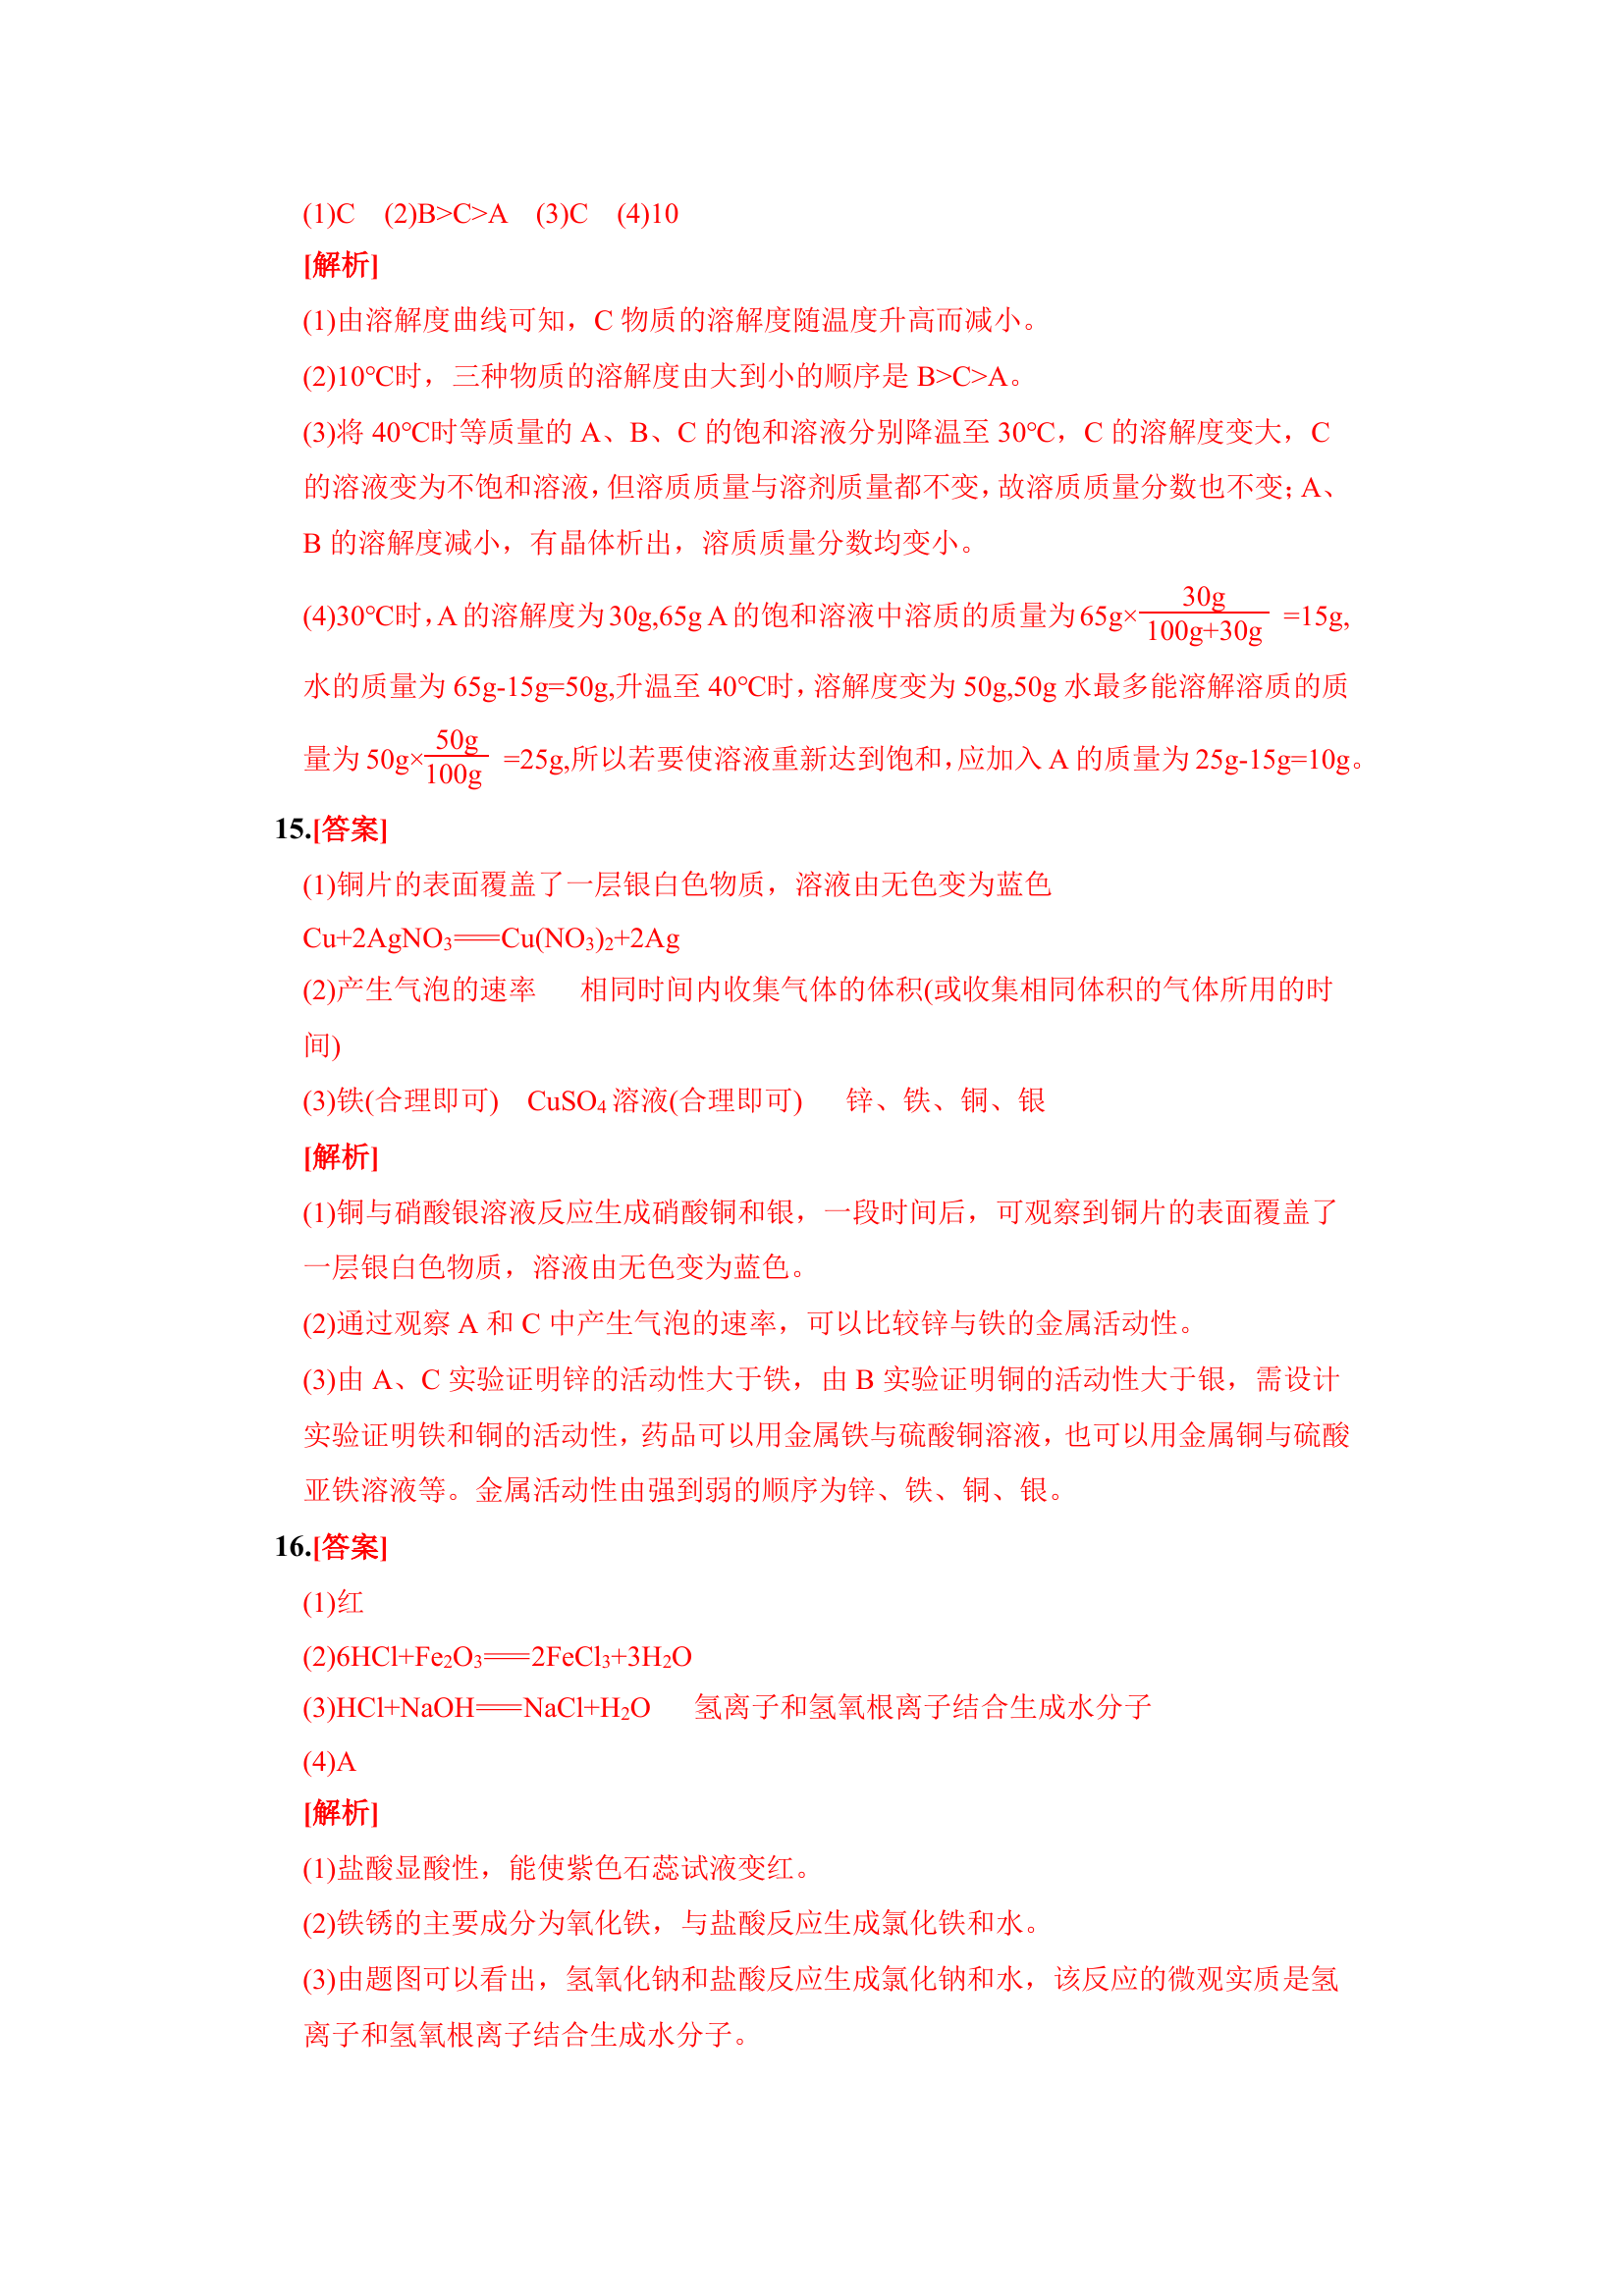 (1)C (2)B>C>A (3)C (4)10
[解析]
(1)由溶解度曲线可知，C 物质的溶解度随温度升高而减小。
(2)10℃时，三种物质的溶解度由大到小的顺序是 B>C>A。
(3)将 40℃时等质量的 A、B、C 的饱和溶液分别降温至 30℃，C 的溶解度变大，C
的溶液变为不饱和溶液，但溶质质量与溶剂质量都不变，故溶质质量分数也不变；A、
B 的溶解度减小，有晶体析出，溶质质量分数均变小。
(4)30℃时，A 的溶解度为 30g,65g A 的饱和溶液中溶质的质量为 65g×30g/(100g+30g) =15g,
水的质量为 65g-15g=50g,升温至 40℃时，溶解度变为 50g,50g 水最多能溶解溶质的质
量为 50g×50g/100g =25g,所以若要使溶液重新达到饱和，应加入 A 的质量为 25g-15g=10g。
15.[答案]
(1)铜片的表面覆盖了一层银白色物质，溶液由无色变为蓝色
Cu+2AgNO₃══Cu(NO₃)₂+2Ag
(2)产生气泡的速率 相同时间内收集气体的体积(或收集相同体积的气体所用的时
间)
(3)铁(合理即可) CuSO₄ 溶液(合理即可) 锌、铁、铜、银
[解析]
(1)铜与硝酸银溶液反应生成硝酸铜和银，一段时间后，可观察到铜片的表面覆盖了
一层银白色物质，溶液由无色变为蓝色。
(2)通过观察 A 和 C 中产生气泡的速率，可以比较锌与铁的金属活动性。
(3)由 A、C 实验证明锌的活动性大于铁，由 B 实验证明铜的活动性大于银，需设计
实验证明铁和铜的活动性，药品可以用金属铁与硫酸铜溶液，也可以用金属铜与硫酸
亚铁溶液等。金属活动性由强到弱的顺序为锌、铁、铜、银。
16.[答案]
(1)红
(2)6HCl+Fe₂O₃══2FeCl₃+3H₂O
(3)HCl+NaOH══NaCl+H₂O 氢离子和氢氧根离子结合生成水分子
(4)A
[解析]
(1)盐酸显酸性，能使紫色石蕊试液变红。
(2)铁锈的主要成分为氧化铁，与盐酸反应生成氯化铁和水。
(3)由题图可以看出，氢氧化钠和盐酸反应生成氯化钠和水，该反应的微观实质是氢
离子和氢氧根离子结合生成水分子。